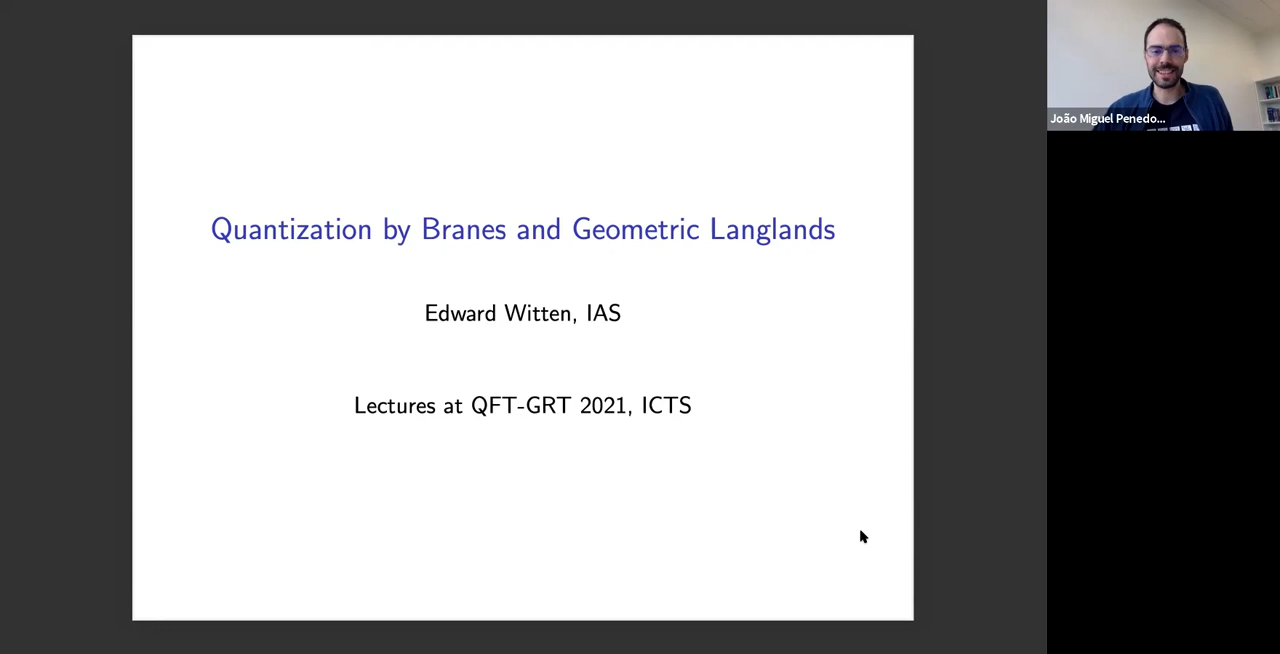 Quantization by Branes and Geometric Langlands
Edward Witten, IAS
Lectures at QFT-GRT 2021, ICTS
João Miguel Penedo...